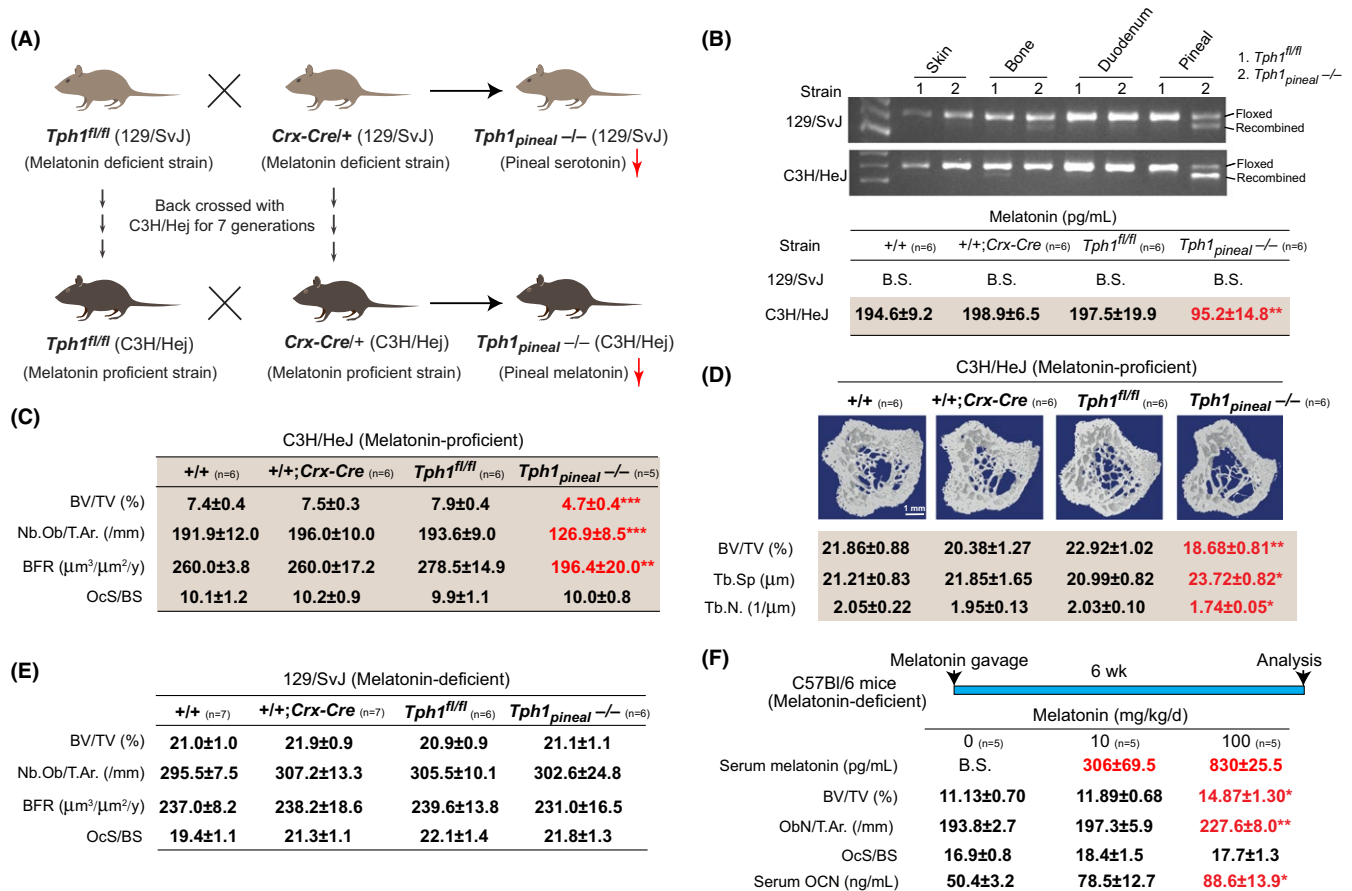 (A)
Tph1fl/fl (129/SvJ)
(Melatonin deficient strain)
Crx-Cre/+ (129/SvJ)
(Melatonin deficient strain)
Tph1pineal −/− (129/SvJ)
(Pineal serotonin)
Back crossed with
C3H/Hej for 7 generations
Tph1fl/fl (C3H/Hej)
(Melatonin proficient strain)
Crx-Cre/+ (C3H/Hej)
(Melatonin proficient strain)
Tph1pineal −/− (C3H/Hej)
(Pineal melatonin)
(B)
Skin Bone Duodenum Pineal
1. Tph1fl/fl
2. Tph1pineal −/−
Strain 1 2 1 2 1 2 1 2
129/SvJ
Floxed
Recombined
C3H/HeJ
Floxed
Recombined
Melatonin (pg/mL)
Strain +/+ (n=6) +/+;Crx-Cre (n=6) Tph1fl/fl (n=6) Tph1pineal −/− (n=6)
129/SvJ B.S. B.S. B.S. B.S.
C3H/HeJ 194.6±9.2 198.9±6.5 197.5±19.9 95.2±14.8**
(C)
C3H/HeJ (Melatonin-proficient)
+/+ (n=6) +/+;Crx-Cre (n=6) Tph1fl/fl (n=6) Tph1pineal −/− (n=5)
BV/TV (%) 7.4±0.4 7.5±0.3 7.9±0.4 4.7±0.4***
Nb.Ob/T.Ar. (/mm) 191.9±12.0 196.0±10.0 193.6±9.0 126.9±8.5***
BFR (μm3/μm2/y) 260.0±3.8 260.0±17.2 278.5±14.9 196.4±20.0**
OcS/BS 10.1±1.2 10.2±0.9 9.9±1.1 10.0±0.8
(D)
C3H/HeJ (Melatonin-proficient)
+/+ (n=6) +/+;Crx-Cre (n=6) Tph1fl/fl (n=6) Tph1pineal −/− (n=6)
1 mm
BV/TV (%) 21.86±0.88 20.38±1.27 22.92±1.02 18.68±0.81**
Tb.Sp (μm) 21.21±0.83 21.85±1.65 20.99±0.82 23.72±0.82*
Tb.N. (1/μm) 2.05±0.22 1.95±0.13 2.03±0.10 1.74±0.05*
(E)
129/SvJ (Melatonin-deficient)
+/+ (n=7) +/+;Crx-Cre (n=7) Tph1fl/fl (n=6) Tph1pineal −/− (n=6)
BV/TV (%) 21.0±1.0 21.9±0.9 20.9±0.9 21.1±1.1
Nb.Ob/T.Ar. (/mm) 295.5±7.5 307.2±13.3 305.5±10.1 302.6±24.8
BFR (μm3/μm2/y) 237.0±8.2 238.2±18.6 239.6±13.8 231.0±16.5
OcS/BS 19.4±1.1 21.3±1.1 22.1±1.4 21.8±1.3
(F)
Melatonin gavage Analysis
6 wk
C57Bl/6 mice
(Melatonin-deficient)
Melatonin (mg/kg/d)
0 (n=5) 10 (n=5) 100 (n=5)
Serum melatonin (pg/mL) B.S. 306±69.5 830±25.5
BV/TV (%) 11.13±0.70 11.89±0.68 14.87±1.30*
ObN/T.Ar. (/mm) 193.8±2.7 197.3±5.9 227.6±8.0**
OcS/BS 16.9±0.8 18.4±1.5 17.7±1.3
Serum OCN (ng/mL) 50.4±3.2 78.5±12.7 88.6±13.9*